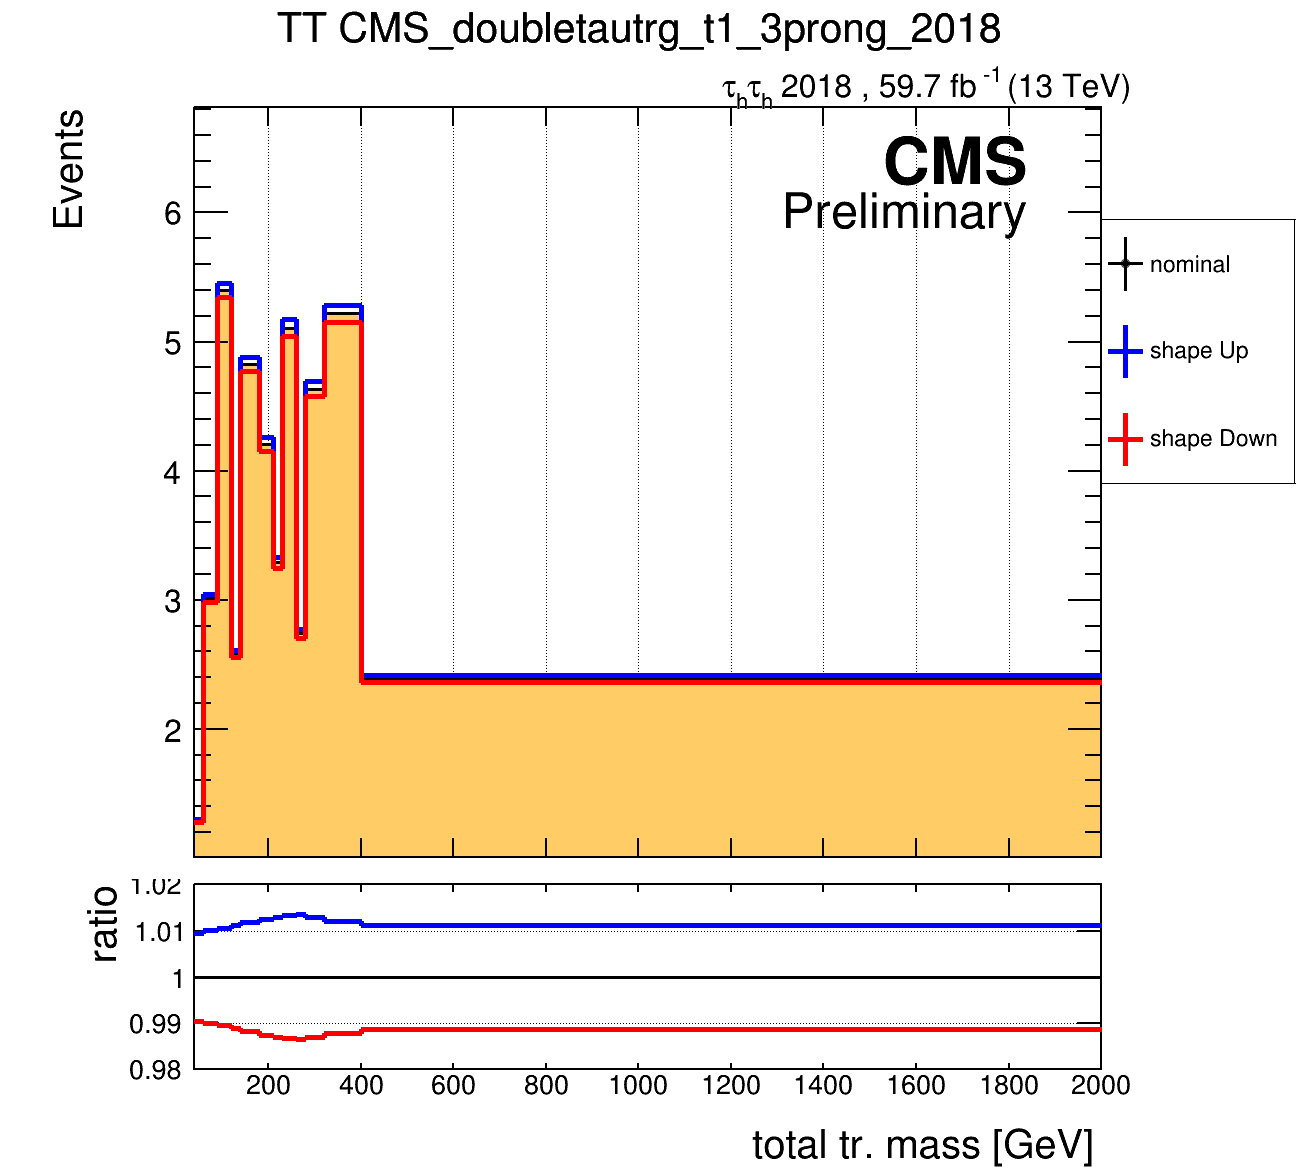 TT CMS_doubletautrg_t1_3prong_2018
τhτh 2018 , 59.7 fb -1 (13 TeV)
Events
CMS
Preliminary
6
5
4
3
2
nominal
shape Up
shape Down
ratio
1.02
1.01
1
0.99
0.98
200 400 600 800 1000 1200 1400 1600 1800 2000
total tr. mass [GeV]